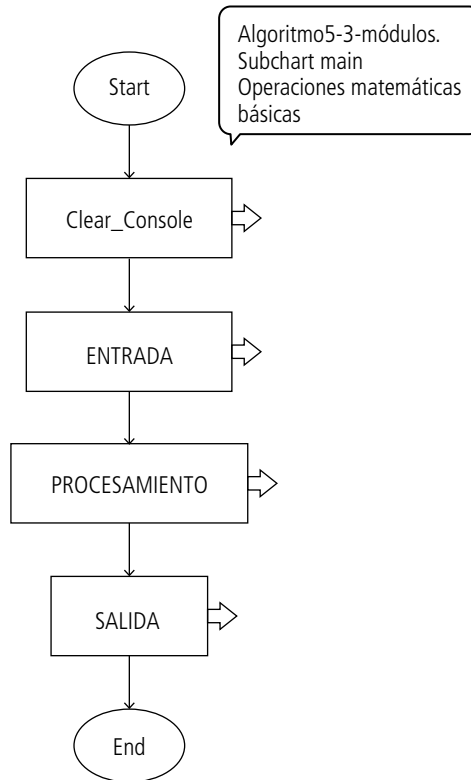 Algoritmo5-3-módulos.
Subchart main
Operaciones matemáticas
básicas
Start
Clear_Console
ENTRADA
PROCESAMIENTO
SALIDA
End